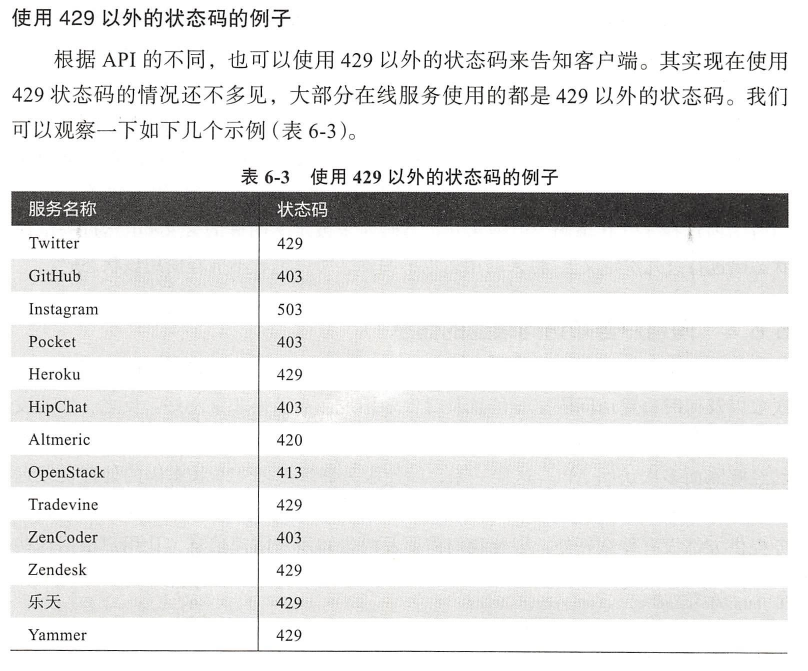 使用 429 以外的状态码的例子
根据 API 的不同，也可以使用 429 以外的状态码来告知客户端。其实现在使用
429 状态码的情况还不多见，大部分在线服务使用的都是 429 以外的状态码。我们
可以观察一下如下几个示例（表 6-3）。
表 6-3 使用 429 以外的状态码的例子
服务名称 状态码
Twitter 429
GitHub 403
Instagram 503
Pocket 403
Heroku 429
HipChat 403
Altmeric 420
OpenStack 413
Tradevine 429
ZenCoder 403
Zendesk 429
乐天 429
Yammer 429